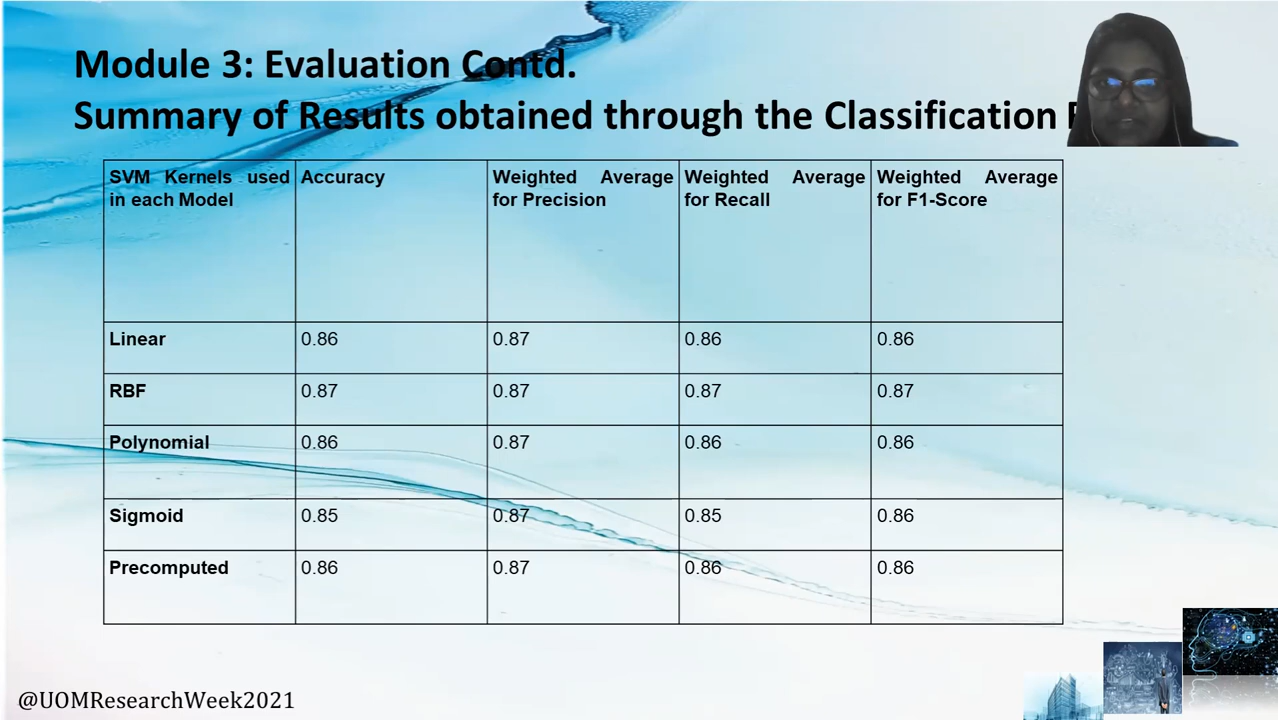 Module 3: Evaluation Contd.
Summary of Results obtained through the Classification
SVM Kernels used in each Model
Accuracy
Weighted Average for Precision
Weighted Average for Recall
Weighted Average for F1-Score
Linear 0.86 0.87 0.86 0.86
RBF 0.87 0.87 0.87 0.87
Polynomial 0.86 0.87 0.86 0.86
Sigmoid 0.85 0.87 0.85 0.86
Precomputed 0.86 0.87 0.86 0.86
@UOMResearchWeek2021